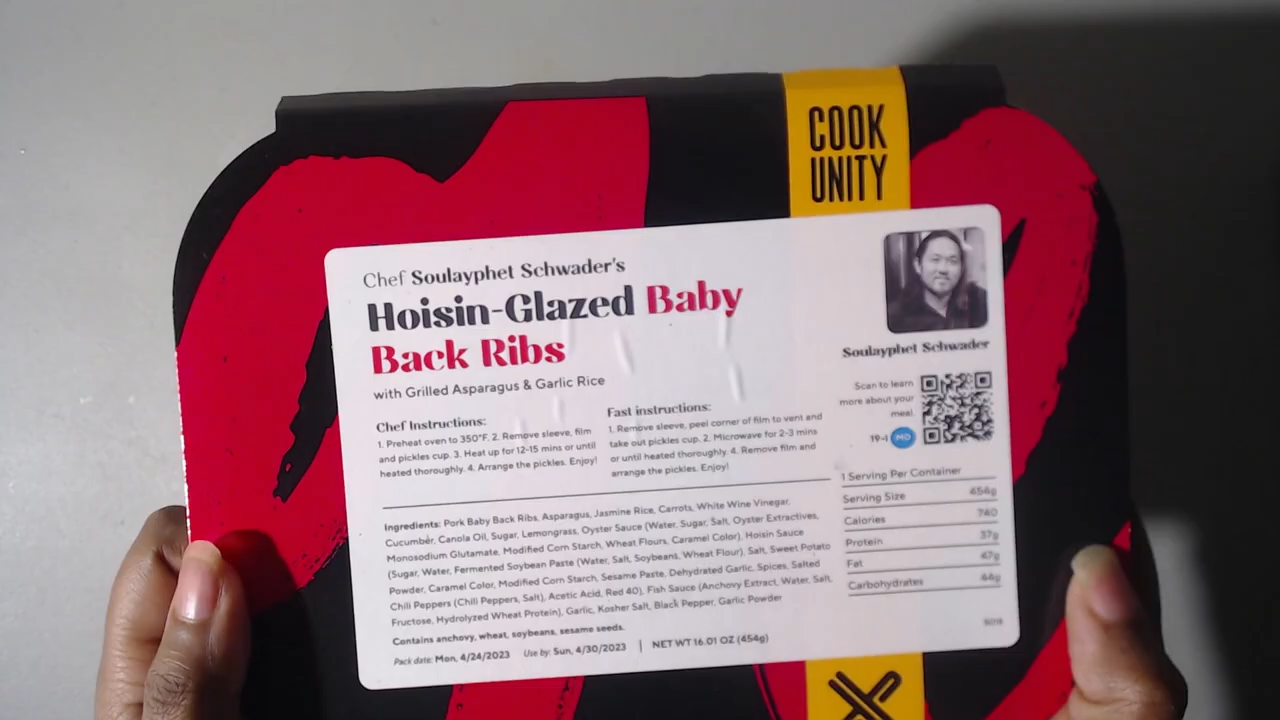 COOK
UNITY
Chef Soulayphet Schwader's
Hoisin-Glazed Baby
Back Ribs
with Grilled Asparagus & Garlic Rice
Chef Instructions:
1. Preheat oven to 350°F. 2. Remove sleeve, film
and pickles cup. 3. Heat up for 12-15 mins or until
heated thoroughly. 4. Arrange the pickles. Enjoy!
Fast instructions:
1. Remove sleeve, peel corner of film to vent and
take out pickles cup. 2. Microwave for 2-3 mins
or until heated thoroughly. 4. Remove film and
arrange the pickles. Enjoy!
Ingredients: Pork Baby Back Ribs, Asparagus, Jasmine Rice, Carrots, White Wine Vinegar,
Cucumber, Canola Oil, Sugar, Lemongrass, Oyster Sauce (Water, Sugar, Salt, Oyster Extractives,
Monosodium Glutamate, Modified Corn Starch, Wheat Flours, Caramel Color), Hoisin Sauce
(Sugar, Water, Fermented Soybean Paste (Water, Salt, Soybeans, Wheat Flour), Salt, Sweet Potato
Powder, Caramel Color, Modified Corn Starch, Sesame Paste, Dehydrated Garlic, Spices, Salted
Chili Peppers (Chili Peppers, Salt), Acetic Acid, Red 40), Fish Sauce (Anchovy Extract, Water, Salt,
Fructose, Hydrolyzed Wheat Protein), Garlic, Kosher Salt, Black Pepper, Garlic Powder
Contains anchovy, wheat, soybeans, sesame seeds.
Pack date: Mon, 4/24/2023 Use by: Sun, 4/30/2023 | NET WT 16.01 OZ (454g)
Soulayphet Schwader
Scan to learn
more about your
meal.
19-I MD
1 Serving Per Container
Serving Size 454g
Calories 740
Protein 37g
Fat 47g
Carbohydrates 44g